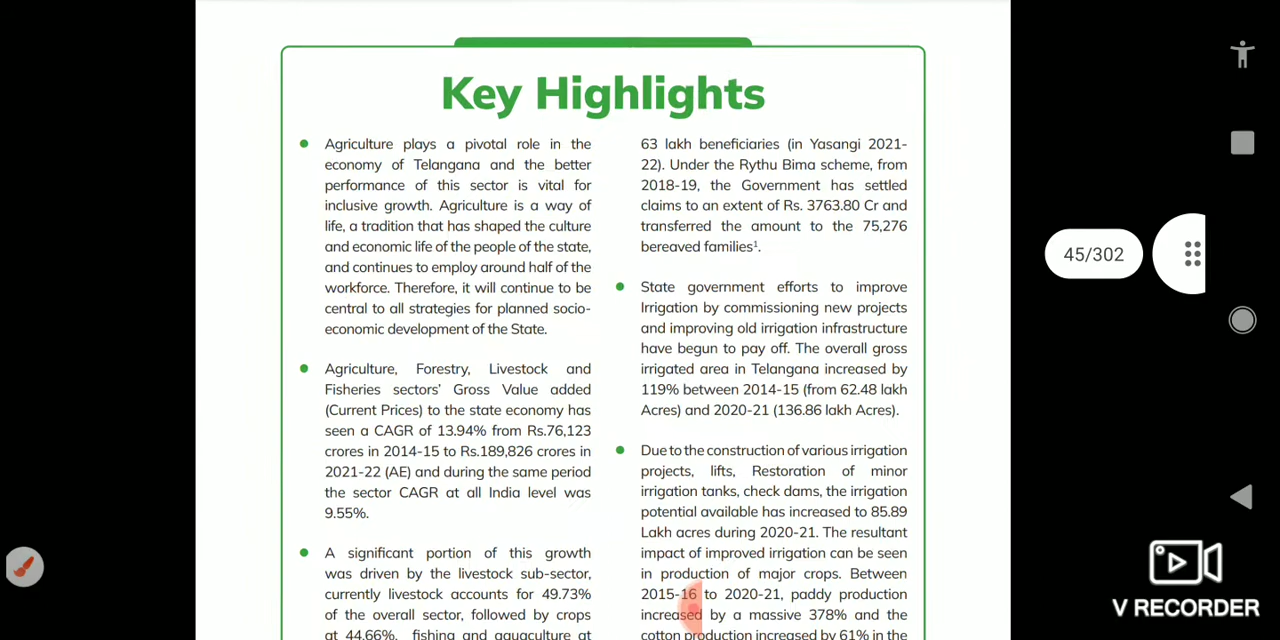 Key Highlights
Agriculture plays a pivotal role in the
economy of Telangana and the better
performance of this sector is vital for
inclusive growth. Agriculture is a way of
life, a tradition that has shaped the culture
and economic life of the people of the state,
and continues to employ around half of the
workforce. Therefore, it will continue to be
central to all strategies for planned socio-
economic development of the State.
Agriculture, Forestry, Livestock and
Fisheries sectors' Gross Value added
(Current Prices) to the state economy has
seen a CAGR of 13.94% from Rs.76,123
crores in 2014-15 to Rs.189,826 crores in
2021-22 (AE) and during the same period
the sector CAGR at all India level was
9.55%.
A significant portion of this growth
was driven by the livestock sub-sector,
currently livestock accounts for 49.73%
of the overall sector, followed by crops
at 44.66%, fishing and aquaculture at
63 lakh beneficiaries (in Yasangi 2021-
22). Under the Rythu Bima scheme, from
2018-19, the Government has settled
claims to an extent of Rs. 3763.80 Cr and
transferred the amount to the 75,276
bereaved families¹.
State government efforts to improve
Irrigation by commissioning new projects
and improving old irrigation infrastructure
have begun to pay off. The overall gross
irrigated area in Telangana increased by
119% between 2014-15 (from 62.48 lakh
Acres) and 2020-21 (136.86 lakh Acres).
Due to the construction of various irrigation
projects, lifts, Restoration of minor
irrigation tanks, check dams, the irrigation
potential available has increased to 85.89
Lakh acres during 2020-21. The resultant
impact of improved irrigation can be seen
in production of major crops. Between
2015-16 to 2020-21, paddy production
increased by a massive 378% and the
cotton production increased by 61% in the
45/302
V RECORDER